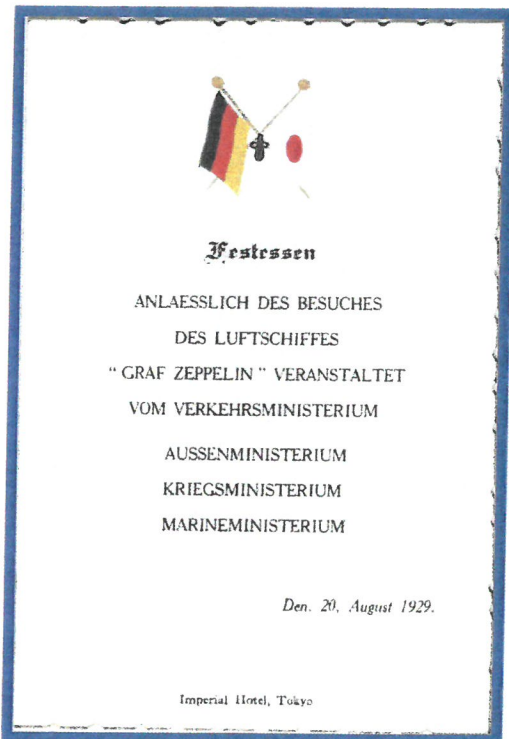 Festessen
ANLAESSLICH DES BESUCHES
DES LUFTSCHIFFES
“ GRAF ZEPPELIN ” VERANSTALTET
VOM VERKEHRSMINISTERIUM
AUSSENMINISTERIUM
KRIEGSMINISTERIUM
MARINEMINISTERIUM
Den. 20, August 1929.
Imperial Hotel, Tokyo